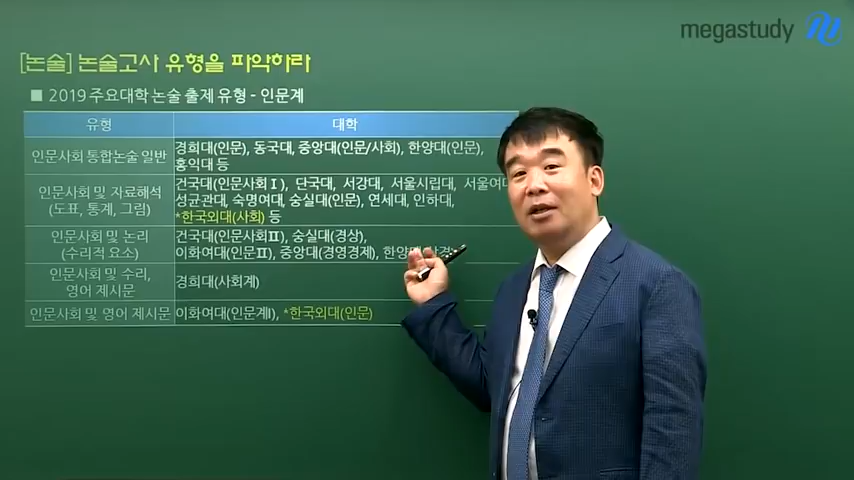 megastudy
[논술] 논술고사 유형을 파악하라
■ 2019 주요대학 논술 출제 유형 - 인문계
유형 대학
인문사회 통합논술 일반 경희대(인문), 동국대, 중앙대(인문/사회), 한양대(인문),
홍익대 등
인문사회 및 자료해석 건국대(인문사회Ⅰ), 단국대, 서강대, 서울시립대, 서울여대
(도표, 통계, 그림) 성균관대, 숙명여대, 숭실대(인문), 연세대, 인하대,
*한국외대(사회) 등
인문사회 및 논리 건국대(인문사회Ⅱ), 숭실대(경상),
(수리적 요소) 이화여대(인문Ⅱ), 중앙대(경영경제),
인문사회 및 수리, 경희대(사회계)
영어 제시문
인문사회 및 영어 제시문 이화여대(인문계Ⅰ), *한국외대(인문)